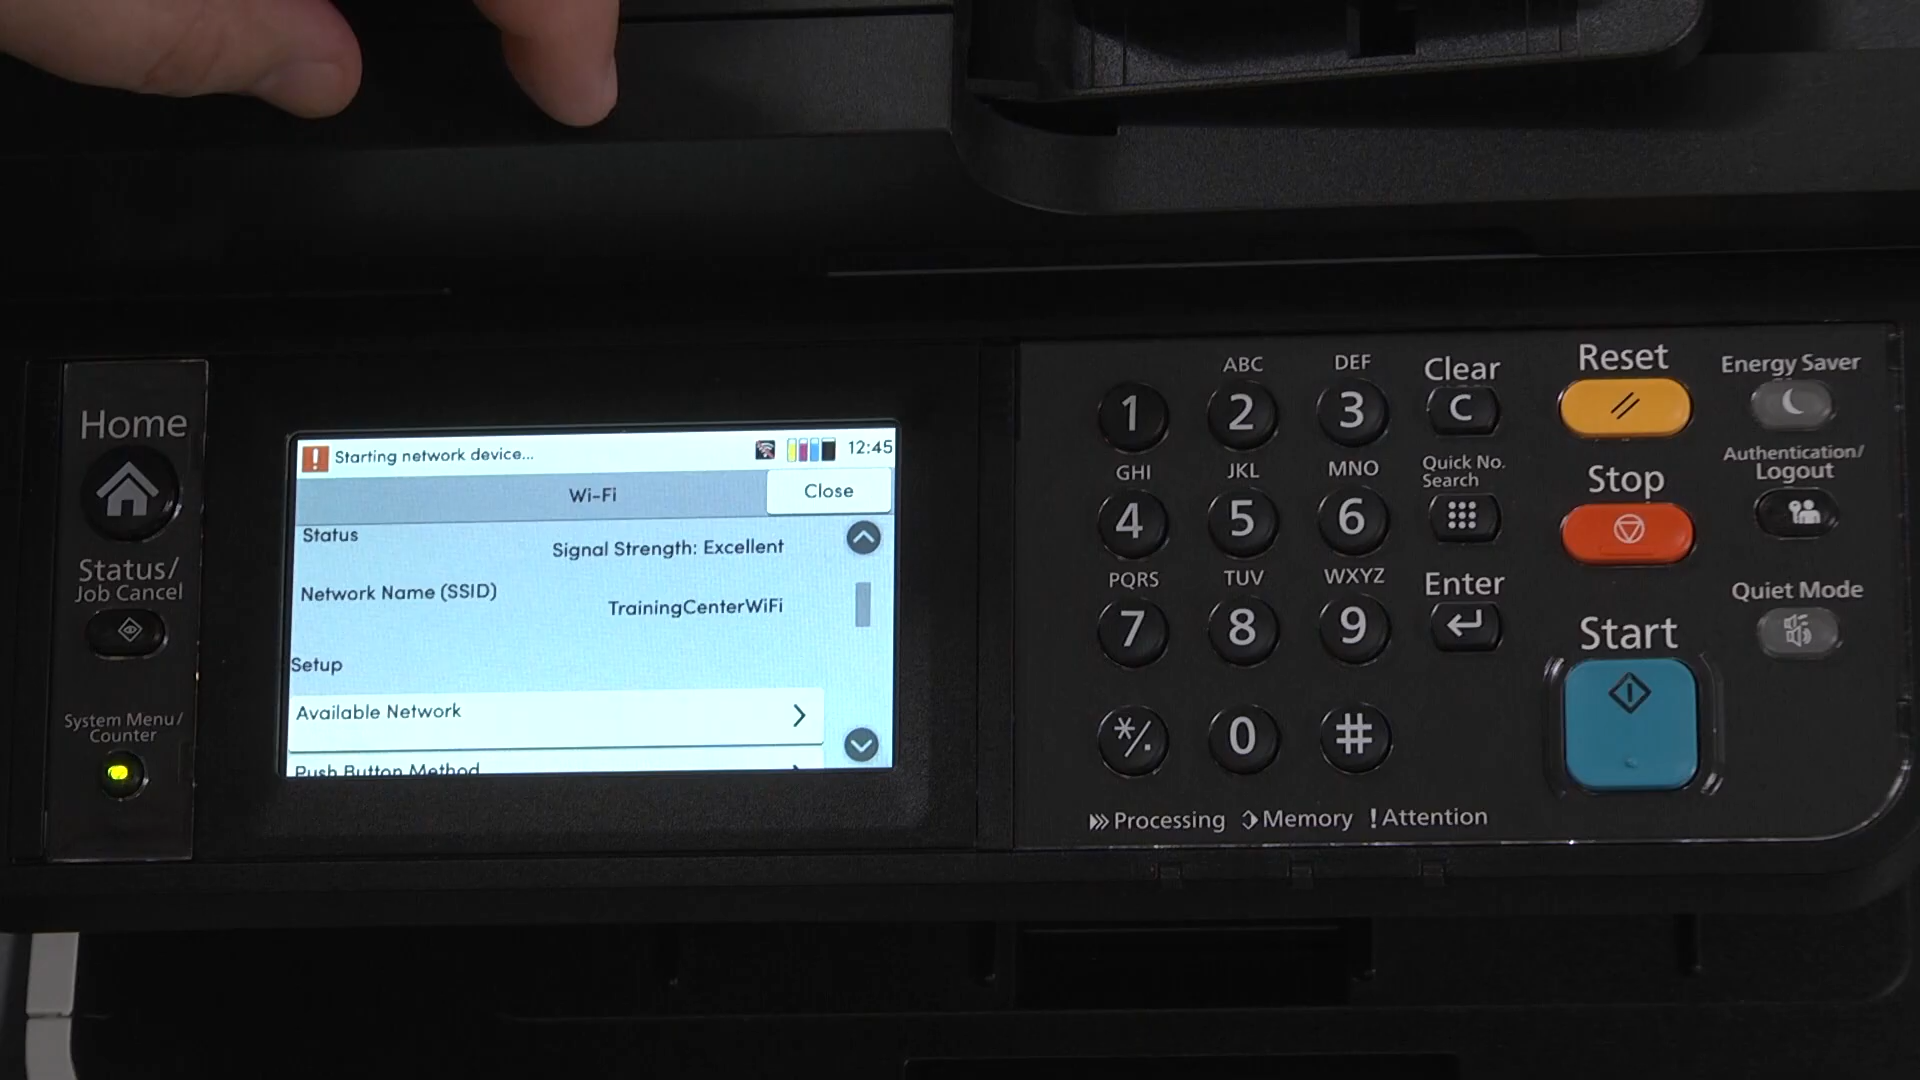 Home
Status/
Job Cancel
System Menu/
Counter
! Starting network device... 12:45
Wi-Fi
Close
Status
Signal Strength: Excellent
Network Name (SSID)
TrainingCenterWiFi
Setup
Available Network
Push Button Method
1
ABC
2
DEF
3
GHI
4
JKL
5
MNO
6
PQRS
7
TUV
8
WXYZ
9
*/.
0
#
Clear
C
Quick No.
Search
Enter
Reset
Stop
Start
Energy Saver
Authentication/
Logout
Quiet Mode
Processing Memory !Attention